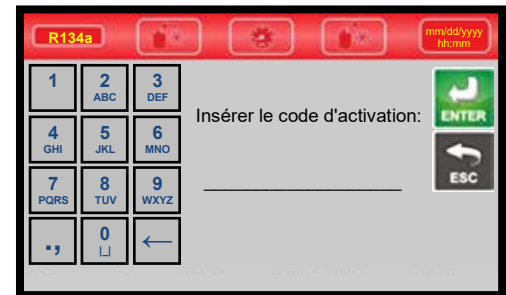 R134a
mm/dd/yyyy
hh:mm
1
2
ABC
3
DEF
4
GHI
5
JKL
6
MNO
7
PQRS
8
TUV
9
WXYZ
.,
0
|_|
←
Insérer le code d'activation:
___________________
ENTER
ESC